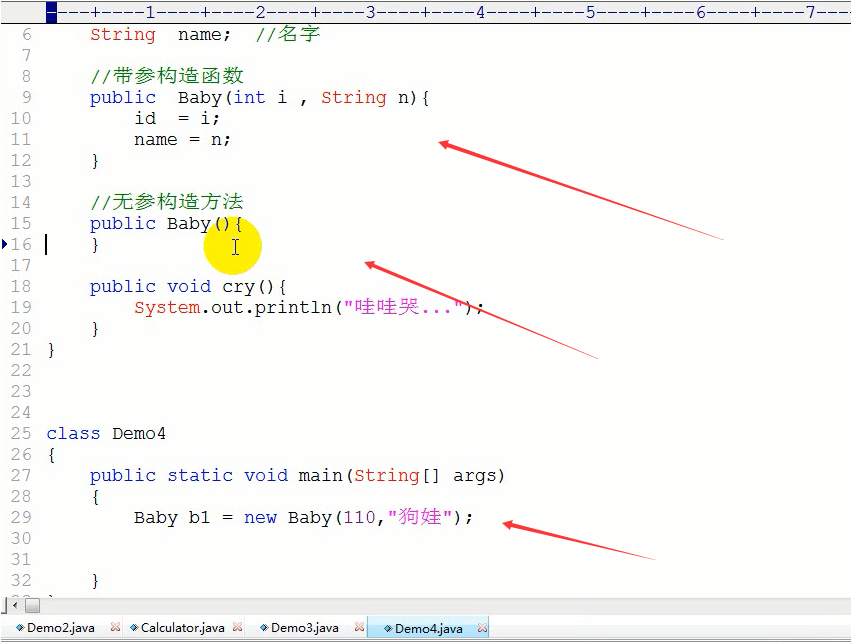 ----+----1----+----2----+----3----+----4----+----5----+----6----+----7---
6 String name; //名字
7
8 //带参构造函数
9 public Baby(int i , String n){
10 id = i;
11 name = n;
12 }
13
14 //无参构造方法
15 public Baby(){
16 }
17
18 public void cry(){
19 System.out.println("哇哇哭...");
20 }
21 }
22
23
24
25 class Demo4
26 {
27 public static void main(String[] args)
28 {
29 Baby b1 = new Baby(110,"狗娃");
30
31
32 }
Demo2.java Calculator.java Demo3.java Demo4.java